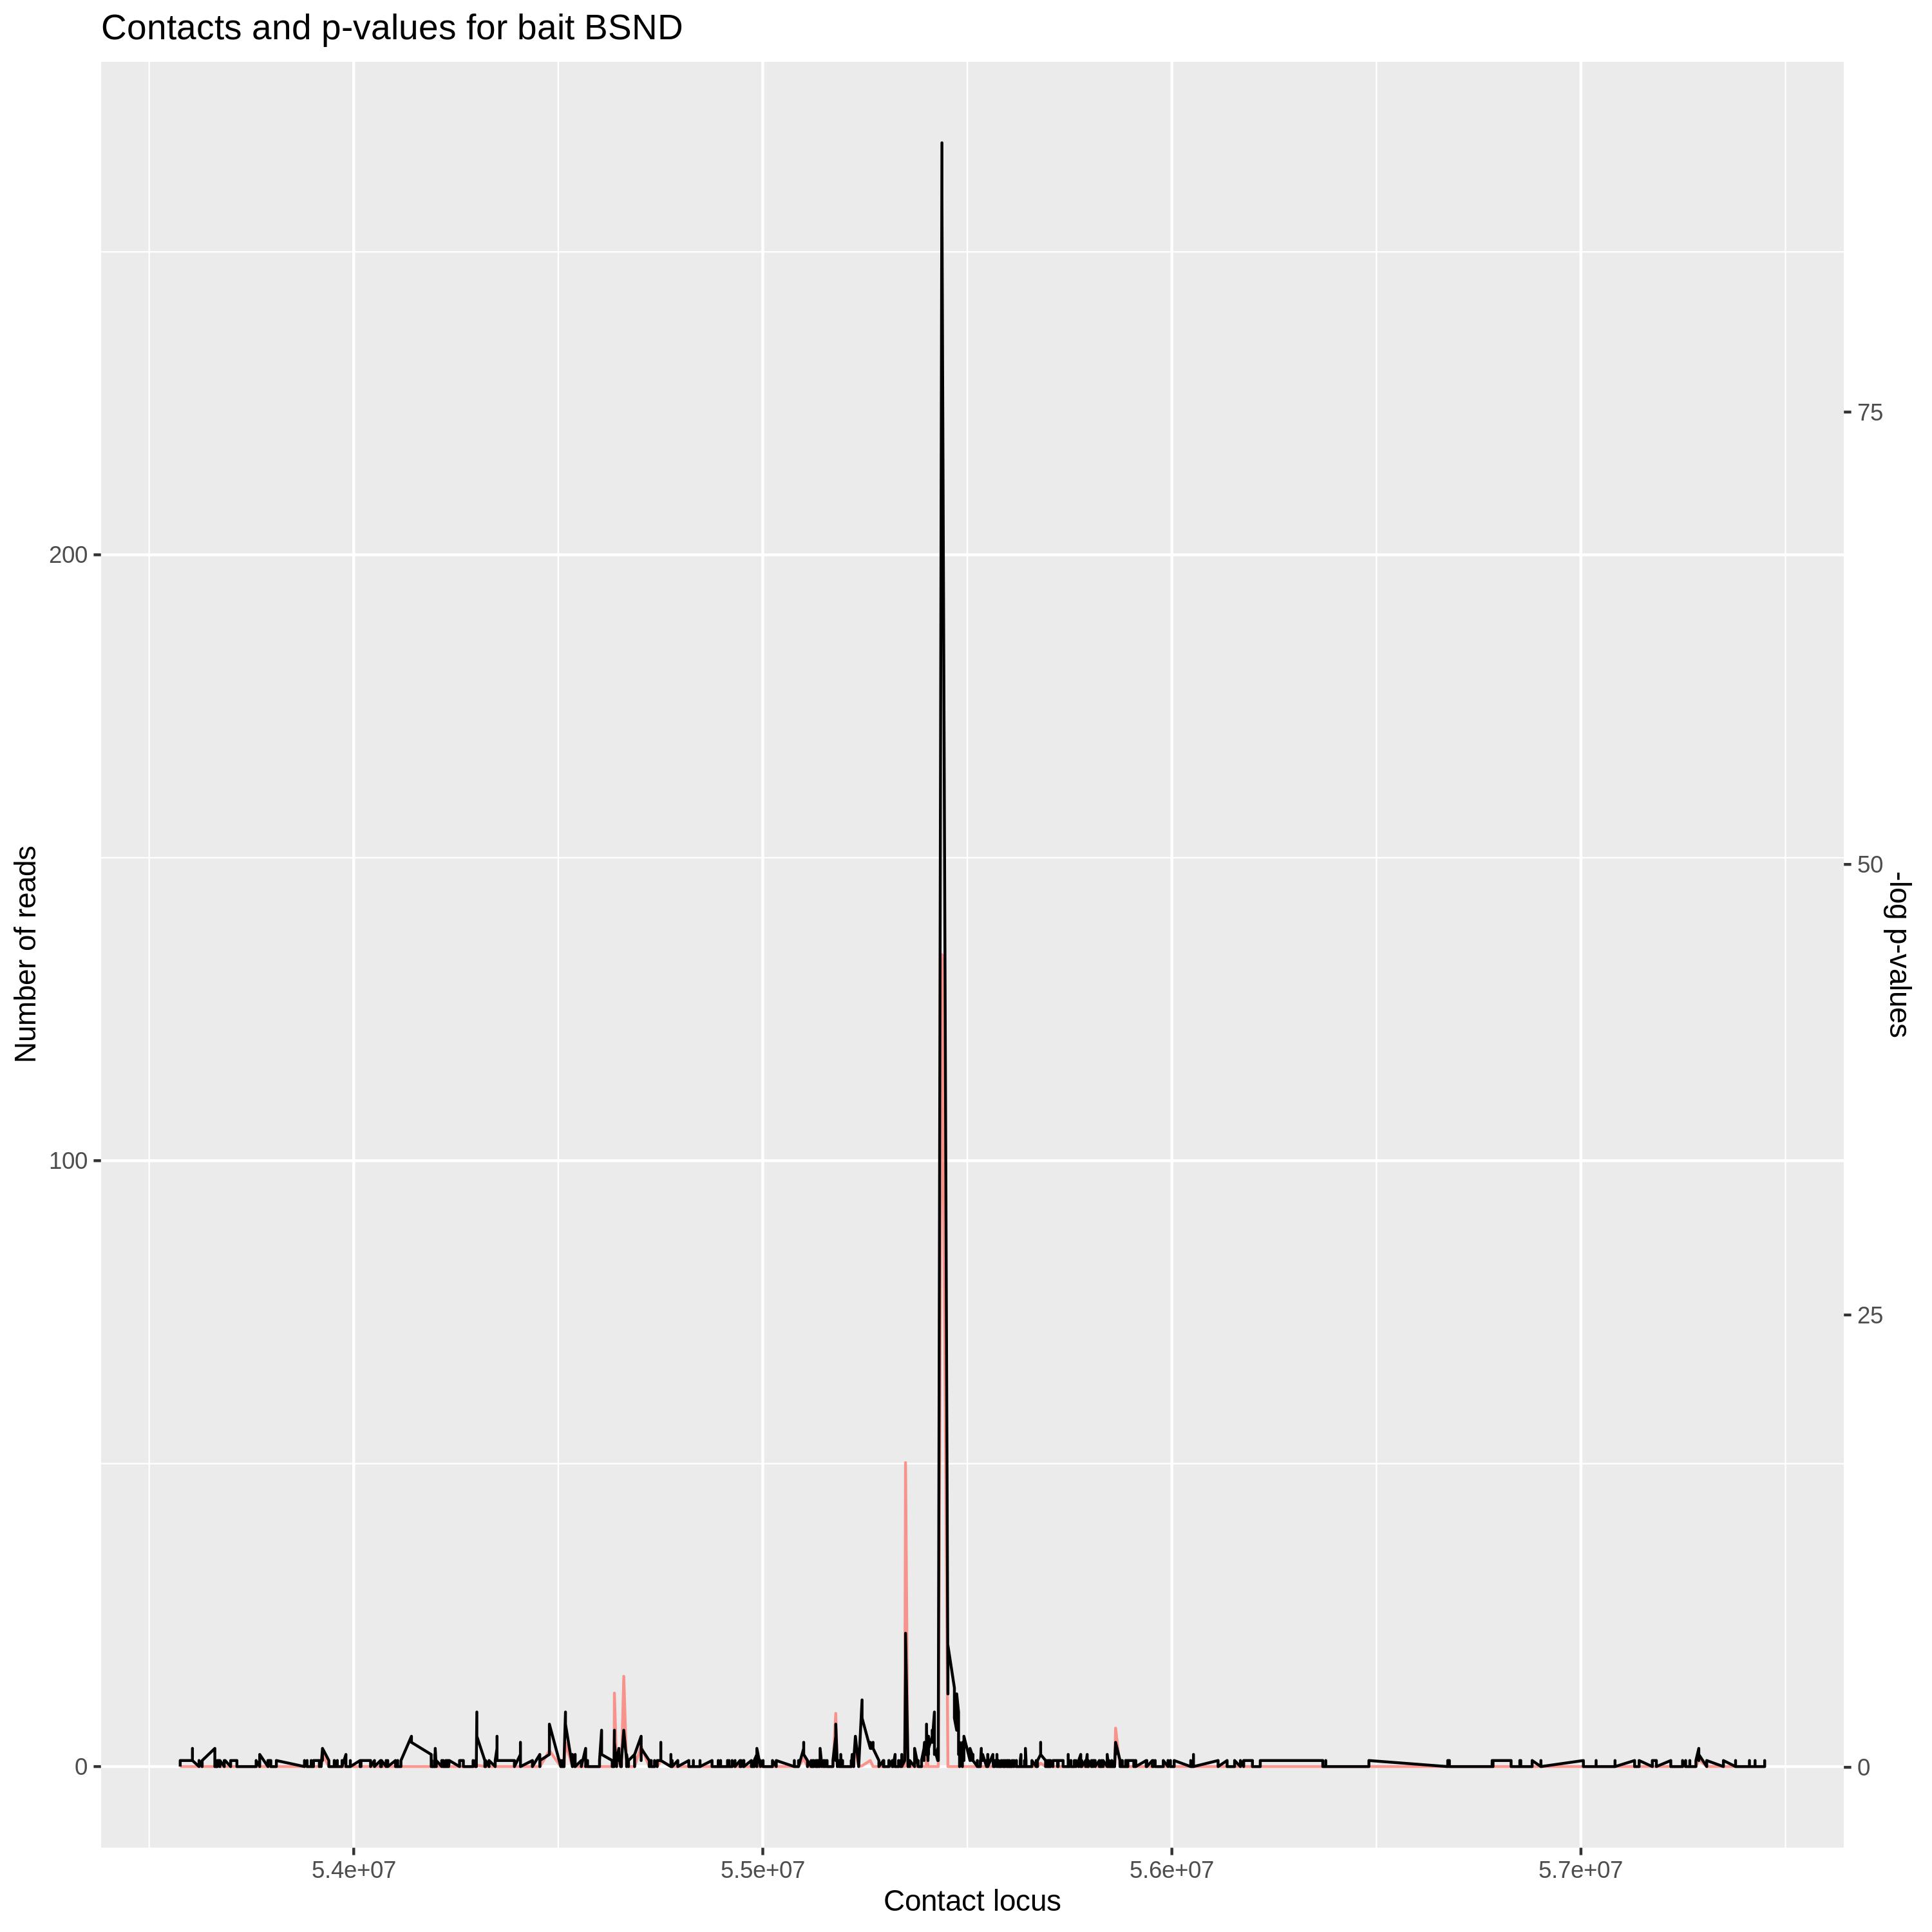 Contacts and p-values for bait BSND
Number of reads
200
100
0
75
50
25
0
-log p-values
5.4e+07
5.5e+07
5.6e+07
5.7e+07
Contact locus